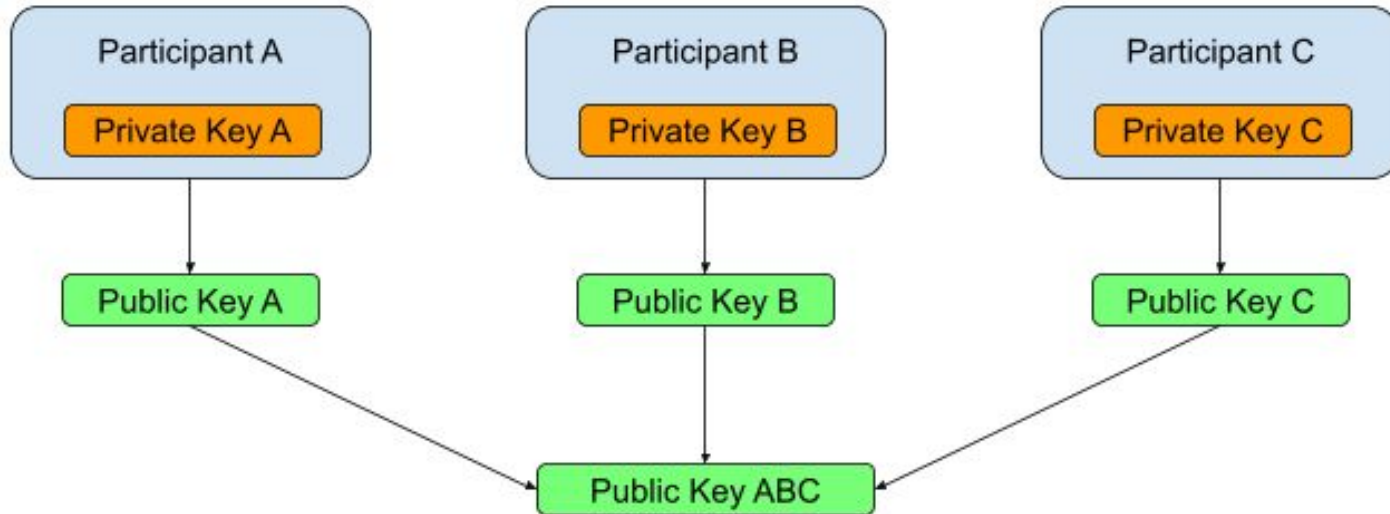 Participant A
Participant B
Participant C
Private Key A
Private Key B
Private Key C
Public Key A
Public Key B
Public Key C
Public Key ABC